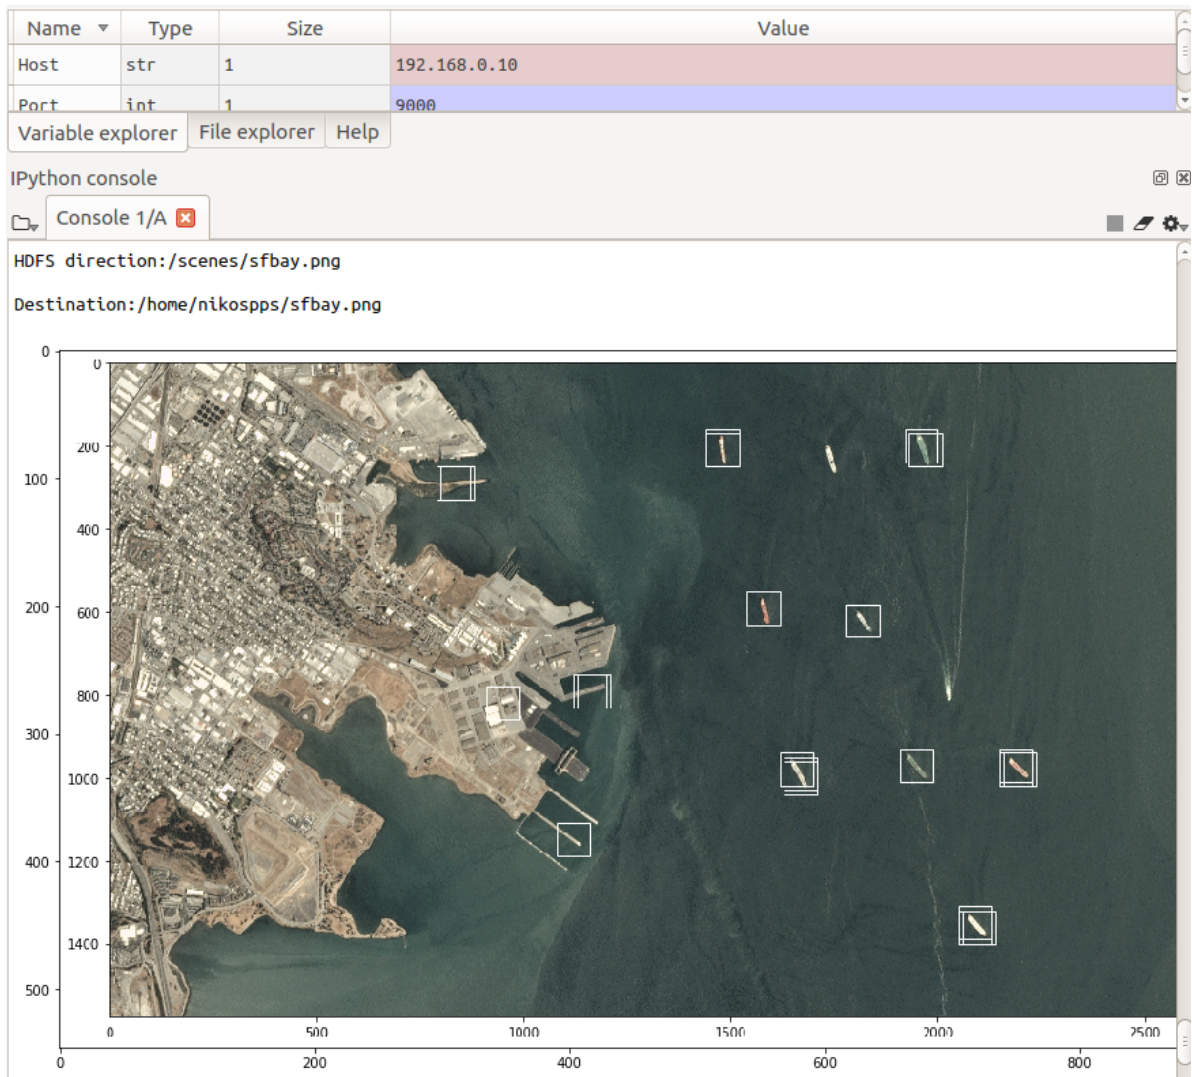 Name Type Size Value
Host str 1 192.168.0.10
Port int 1 9000
Variable explorer File explorer Help
IPython console
Console 1/A
HDFS direction:/scenes/sfbay.png
Destination:/home/nikospps/sfbay.png
0
0
200
100
400
200
600
800
300
1000
400
1200
1400
500
0 500 1000 1500 2000 2500
0 200 400 600 800